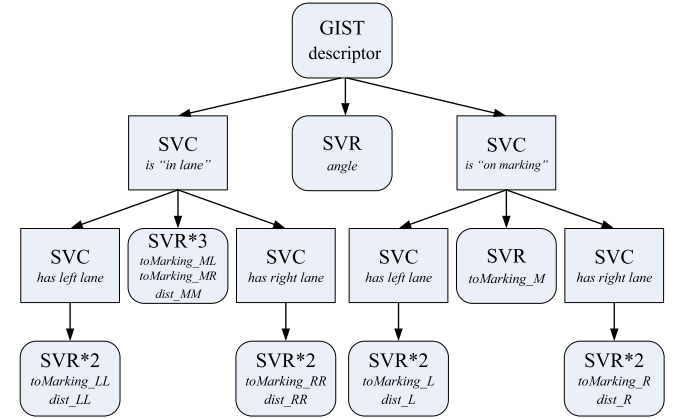 GIST
descriptor
SVC
is “in lane”
SVR
angle
SVC
is “on marking”
SVC
has left lane
SVR*3
toMarking_ML
toMarking_MR
dist_MM
SVC
has right lane
SVC
has left lane
SVR
toMarking_M
SVC
has right lane
SVR*2
toMarking_LL
dist_LL
SVR*2
toMarking_RR
dist_RR
SVR*2
toMarking_L
dist_L
SVR*2
toMarking_R
dist_R